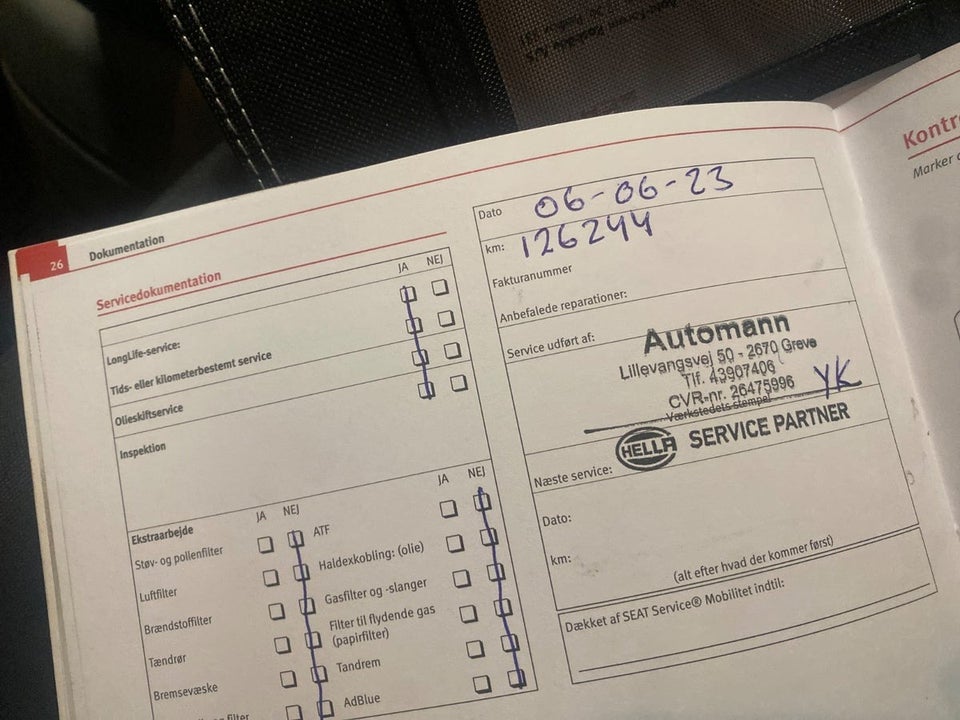 26
Dokumentation
Servicedokumentation
JA NEJ
LongLife-service:
Tids- eller kilometerbestemt service
Olieskiftservice
Inspektion
Ekstraarbejde JA NEJ
Støv- og pollenfilter
Luftfilter
Brændstoffilter
Tændrør
Bremsevæske
filter
JA NEJ
ATF
Haldexkobling: (olie)
Gasfilter og -slanger
Filter til flydende gas
(papirfilter)
Tandrem
AdBlue
Dato 06-06-23
km: 126244
Fakturanummer
Anbefalede reparationer:
Service udført af:
Automann
Lillevangsvej 50 - 2670 Greve
Tlf. 43907406
CVR-nr. 26475996 YK
Værkstedets stempel
HELLA SERVICE PARTNER
Næste service:
Dato:
km:
(alt efter hvad der kommer først)
Dækket af SEAT Service® Mobilitet indtil:
Marker